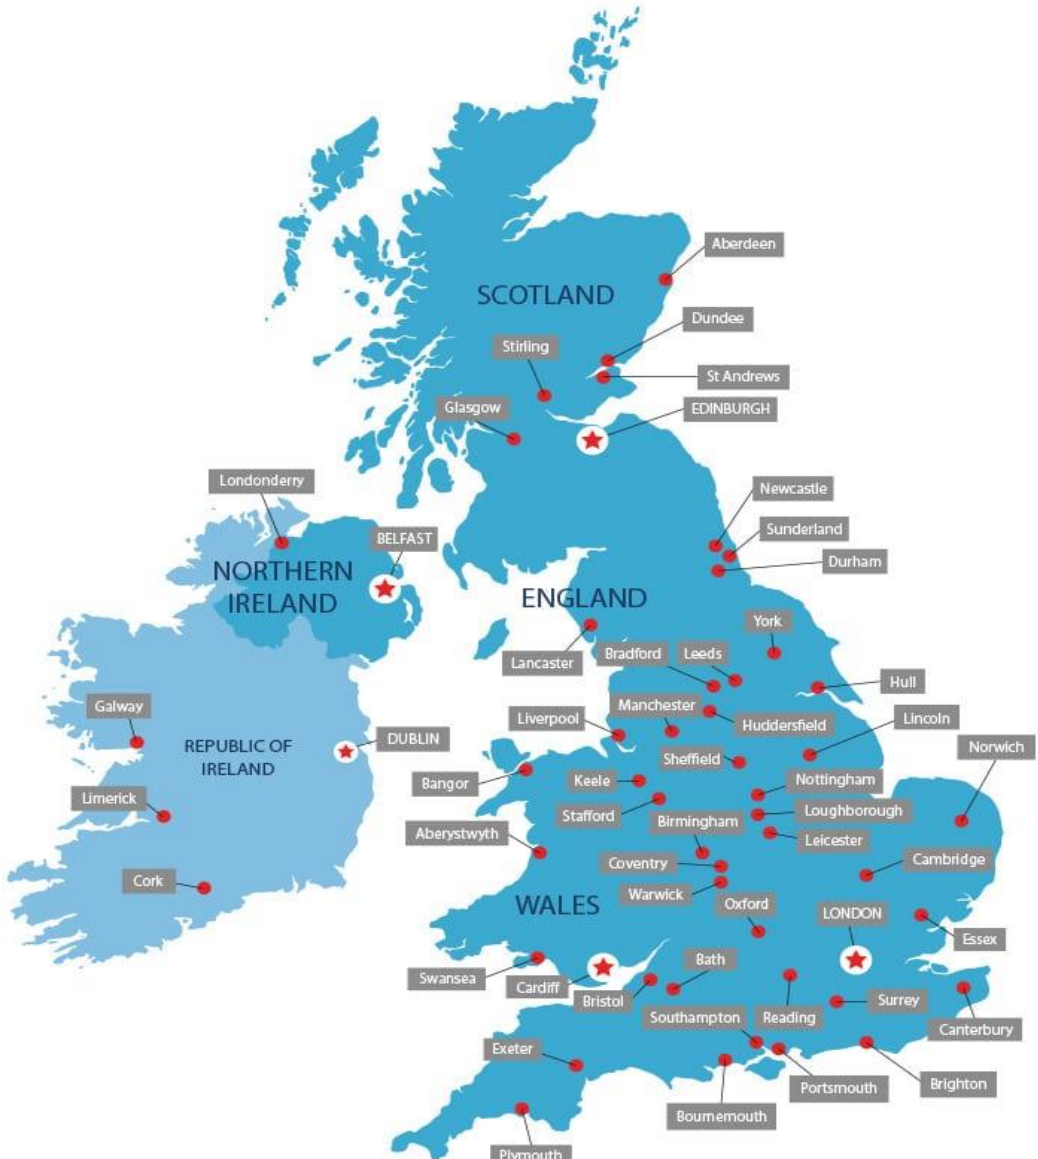 Aberdeen
SCOTLAND
Dundee
Stirling
St Andrews
Glasgow
EDINBURGH
Londonderry
Newcastle
Sunderland
BELFAST
Durham
NORTHERN
IRELAND
ENGLAND
York
Lancaster
Bradford
Leeds
Hull
Galway
Manchester
Liverpool
Huddersfield
Lincoln
DUBLIN
REPUBLIC OF
IRELAND
Norwich
Sheffield
Bangor
Keele
Nottingham
Limerick
Stafford
Loughborough
Birmingham
Aberystwyth
Leicester
Coventry
Cambridge
Cork
Warwick
WALES
Oxford
LONDON
Essex
Swansea
Cardiff
Bath
Bristol
Surrey
Southampton
Reading
Canterbury
Exeter
Portsmouth
Brighton
Bournemouth
Plymouth